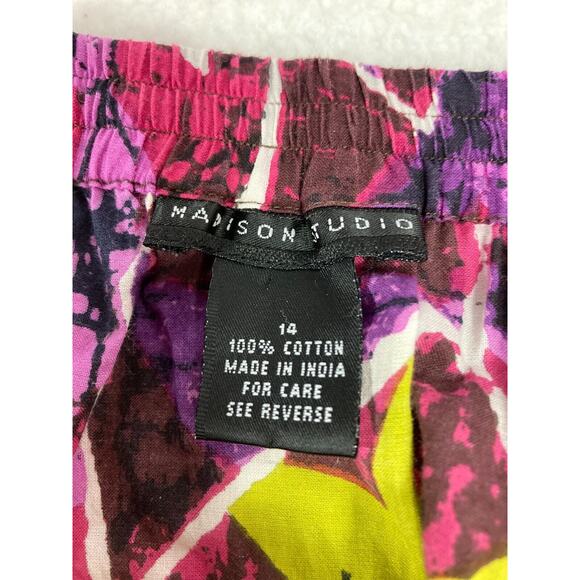 MADISON STUDIO
14
100% COTTON
MADE IN INDIA
FOR CARE
SEE REVERSE